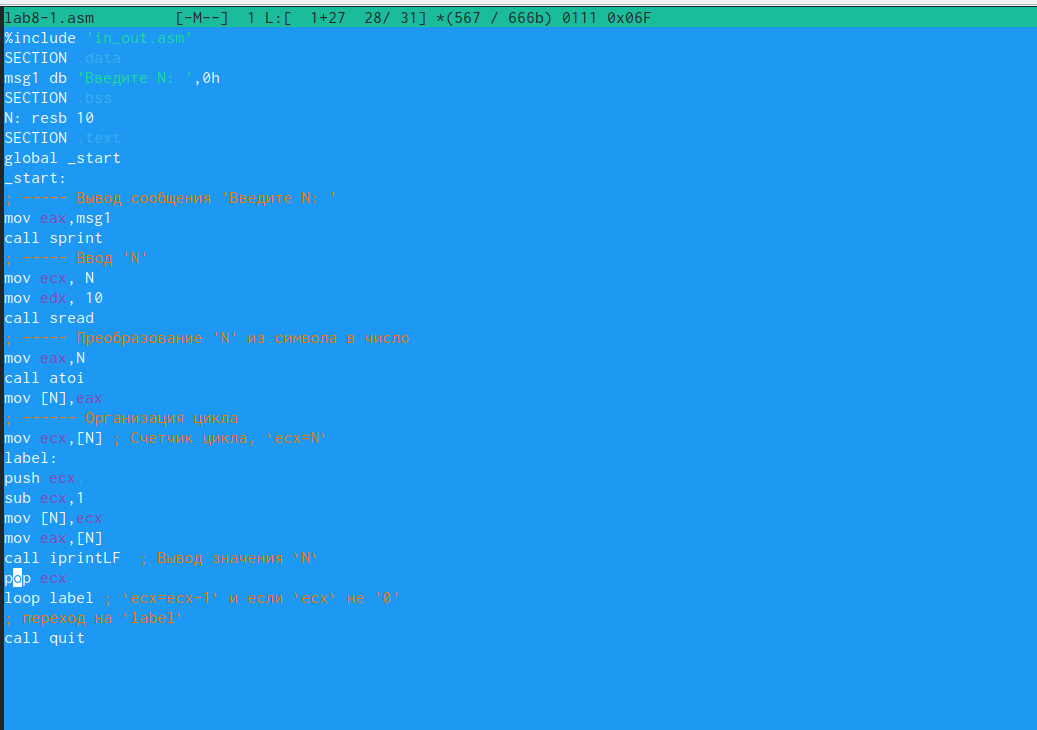 lab8-1.asm [-M--] 1 L:[ 1+27 28/ 31] *(567 / 666b) 0111 0x06F
%include 'in_out.asm'
SECTION .data
msg1 db 'Введите N: ',0h
SECTION .bss
N: resb 10
SECTION .text
global _start
_start:
; ----- Вывод сообщения 'Введите N: '
mov eax,msg1
call sprint
; ----- Ввод 'N'
mov ecx, N
mov edx, 10
call sread
; ----- Преобразование 'N' из символа в число
mov eax,N
call atoi
mov [N],eax
; ------ Организация цикла
mov ecx,[N] ; Счетчик цикла, `ecx=N`
label:
push ecx
sub ecx,1
mov [N],ecx
mov eax,[N]
call iprintLF ; Вывод значения `N`
pop ecx
loop label ; `ecx=ecx-1` и если `ecx` не '0'
; переход на `label`
call quit